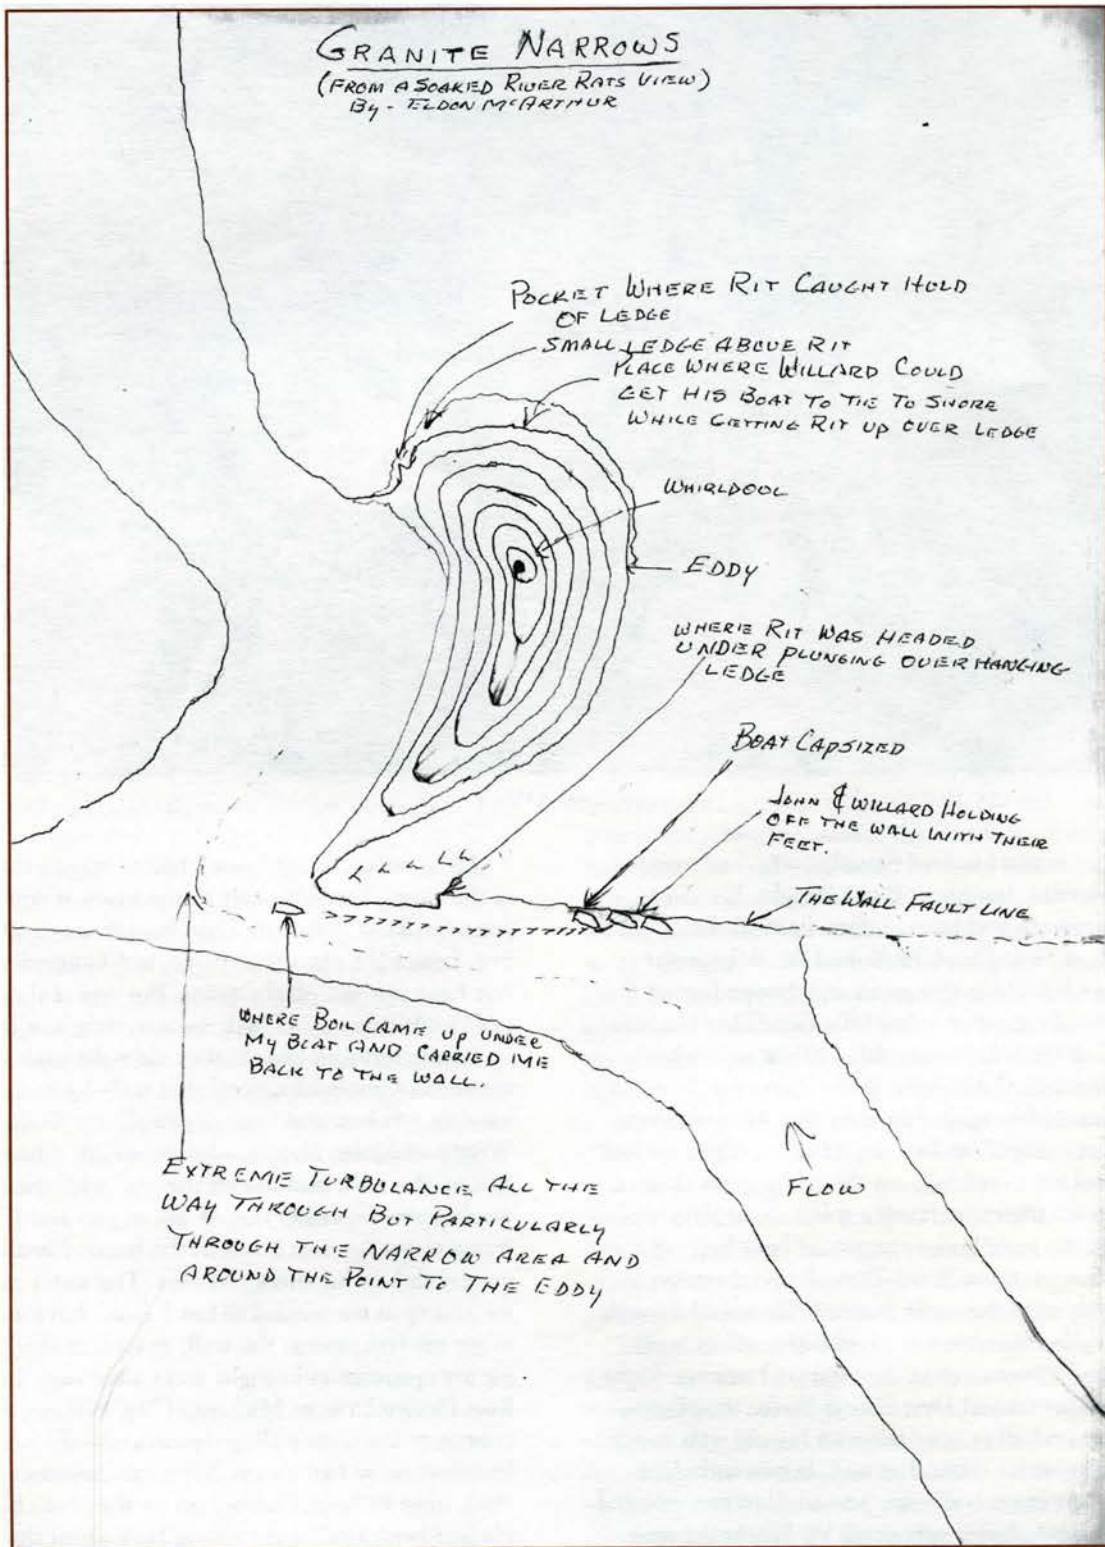 GRANITE NARROWS
(FROM A SOAKED RIVER RATS VIEW)
By - ELDON McARTHUR
POCKET WHERE RIT CAUGHT HOLD
OF LEDGE
SMALL LEDGE ABOVE RIT
PLACE WHERE WILLARD COULD
GET HIS BOAT TO TIE TO SHORE
WHILE GETTING RIT UP OVER LEDGE
WHIRLPOOL
EDDY
WHERE RIT WAS HEADED
UNDER PLUNGING OVER HANGING
LEDGE
BOAT CAPSIZED
JOHN & WILLARD HOLDING
OFF THE WALL WITH THEIR
FEET.
THE WALL FAULT LINE
WHERE BOIL CAME UP UNDER
MY BOAT AND CARRIED ME
BACK TO THE WALL.
FLOW
EXTREME TURBULANCE ALL THE
WAY THROUGH BUT PARTICULARLY
THROUGH THE NARROW AREA AND
AROUND THE POINT TO THE EDDY